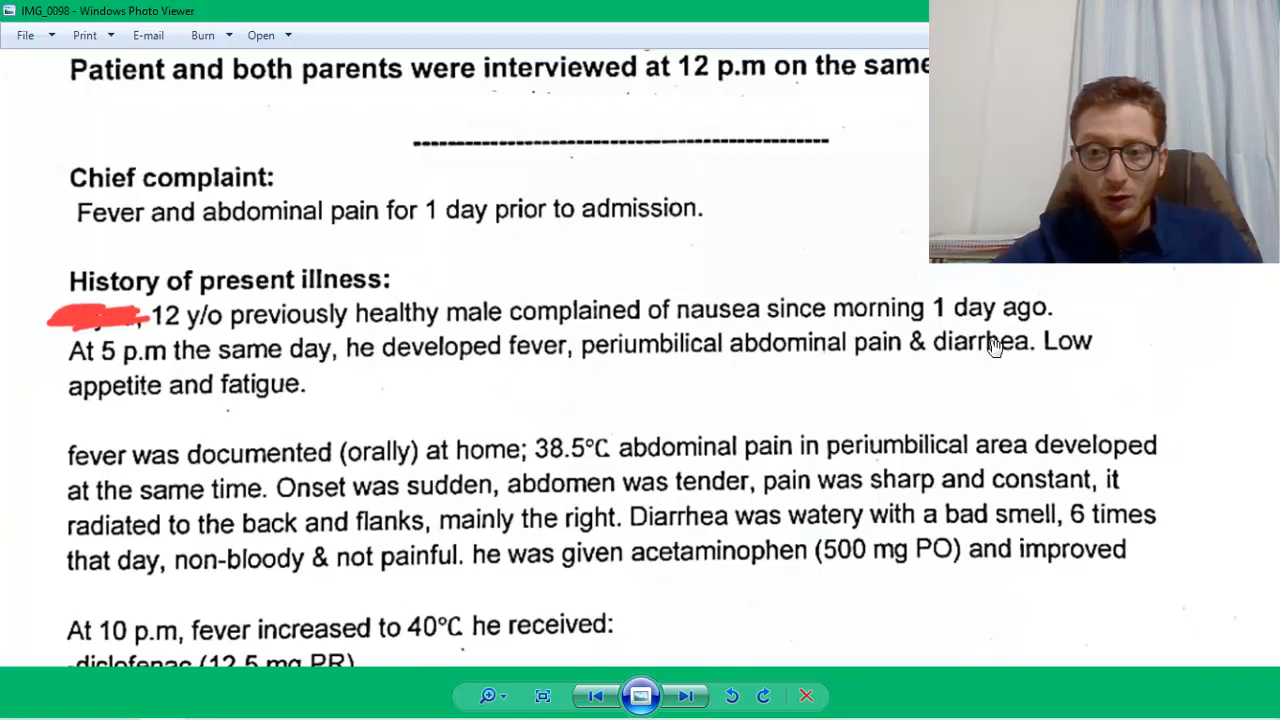 IMG_0098 - Windows Photo Viewer
File Print E-mail Burn Open
Patient and both parents were interviewed at 12 p.m on the same
Chief complaint:
Fever and abdominal pain for 1 day prior to admission.
History of present illness:
12 y/o previously healthy male complained of nausea since morning 1 day ago.
At 5 p.m the same day, he developed fever, periumbilical abdominal pain & diarrhea. Low
appetite and fatigue.
fever was documented (orally) at home; 38.5°C abdominal pain in periumbilical area developed
at the same time. Onset was sudden, abdomen was tender, pain was sharp and constant, it
radiated to the back and flanks, mainly the right. Diarrhea was watery with a bad smell, 6 times
that day, non-bloody & not painful. he was given acetaminophen (500 mg PO) and improved
At 10 p.m, fever increased to 40°C he received:
-diclofenac (12.5 mg PR)